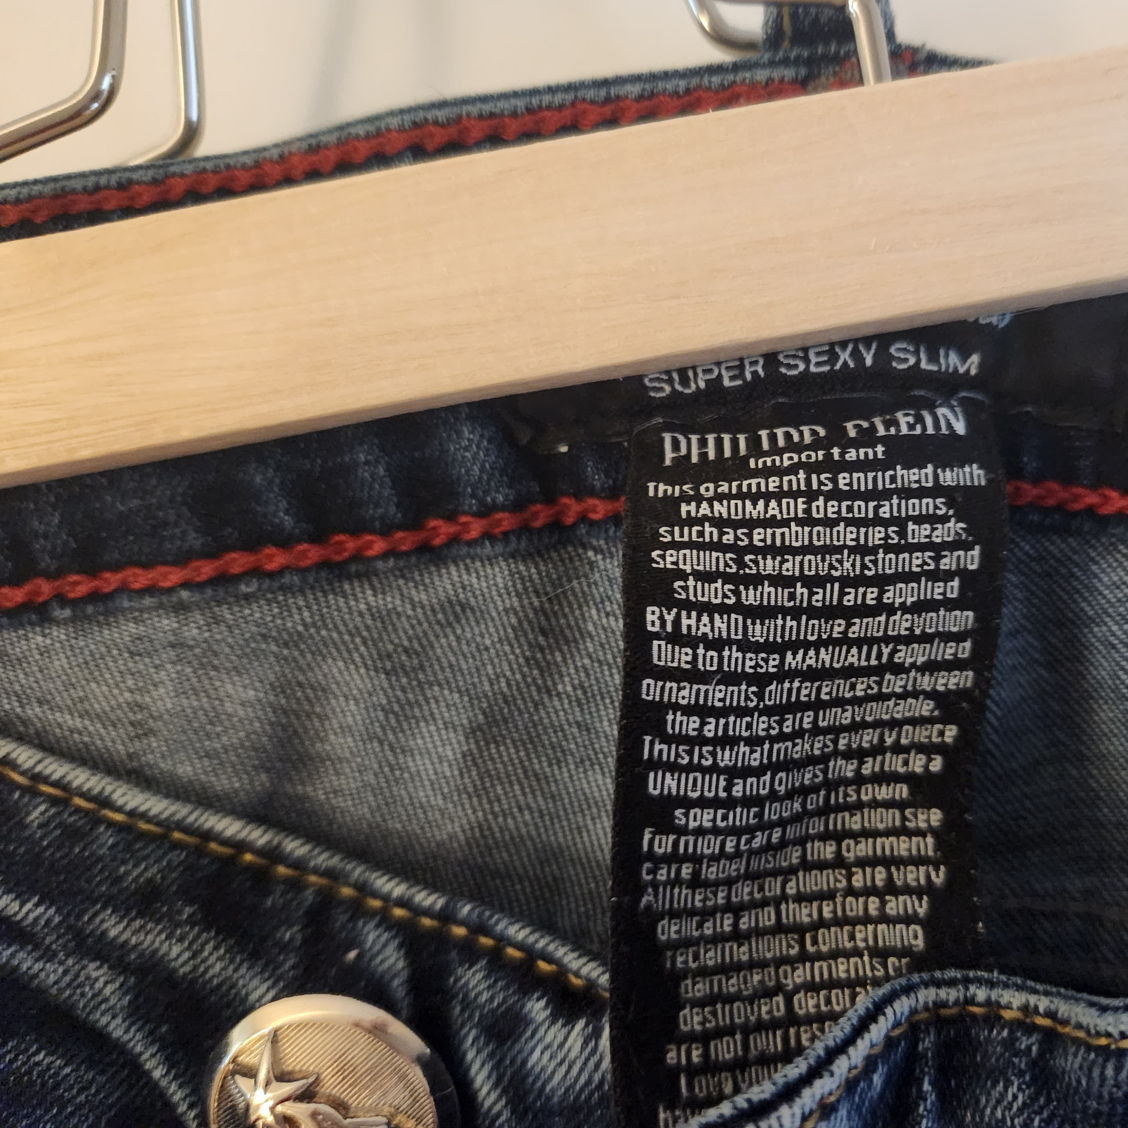 SUPER SEXY SLIM
PHILIPP PLEIN
Important
This garment is enriched with
HANDMADE decorations,
such as embroideries, beads,
sequins, swarovski stones and
studs which all are applied
BY HAND with love and devotion
Due to these MANUALLY applied
ornaments, differences between
the articles are unavoidable.
This is what makes every piece
UNIQUE and gives the article a
specific look of its own
For more care information see
care-label inside the garment.
All these decorations are very
delicate and therefore any
reclamations concerning
damaged garments or
destroyed
are not our
Love